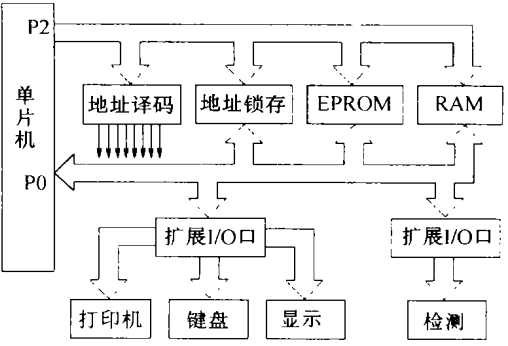 P2
单片机
P0
地址译码
地址锁存
EPROM
RAM
扩展I/O口
扩展I/O口
打印机
键盘
显示
检测